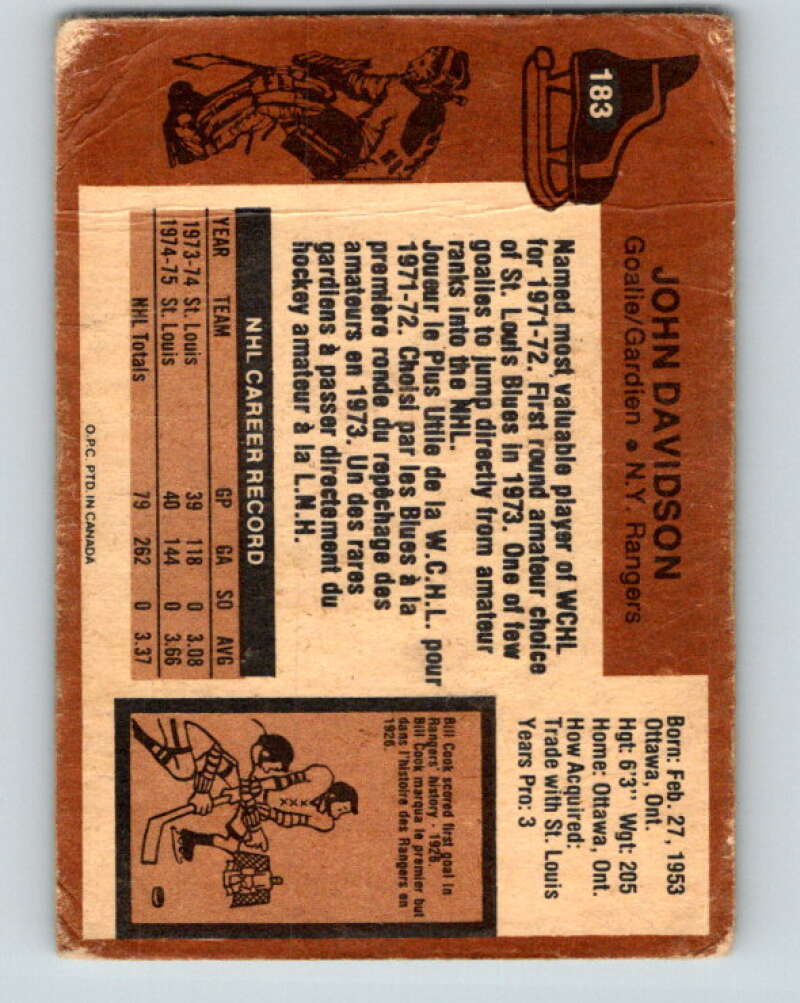 183
JOHN DAVIDSON
Goalie/Gardien • N.Y. Rangers
Born: Feb. 27, 1953
Ottawa, Ont.
Hgt: 6'3" Wgt: 205
Home: Ottawa, Ont.
How Acquired:
Trade with St. Louis
Years Pro: 3
Named most valuable player of WCHL
for 1971-72. First round amateur choice
of St. Louis Blues in 1973. One of few
goalies to jump directly from amateur
ranks into the NHL.
Joueur le Plus Utile de la W.C.H.L. pour
1971-72. Choisi par les Blues à la
première ronde du repêchage des
amateurs en 1973. Un des rares
gardiens à passer directement du
hockey amateur à la L.N.H.
NHL CAREER RECORD
YEAR TEAM GP GA SO AVG
1973-74 St. Louis 39 118 0 3.08
1974-75 St. Louis 40 144 0 3.66
NHL Totals 79 262 0 3.37
Bill Cook scored first goal in
Rangers' history - 1926.
Bill Cook marqua le premier but
dans l'histoire des Rangers en
1926.
O.P.C. PTD. IN CANADA